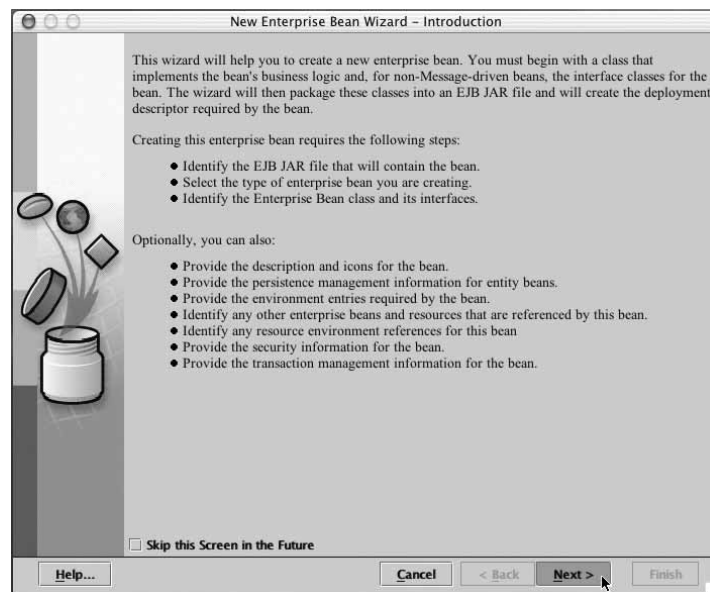 New Enterprise Bean Wizard – Introduction
This wizard will help you to create a new enterprise bean. You must begin with a class that
implements the bean's business logic and, for non-Message-driven beans, the interface classes for the
bean. The wizard will then package these classes into an EJB JAR file and will create the deployment
descriptor required by the bean.
Creating this enterprise bean requires the following steps:
● Identify the EJB JAR file that will contain the bean.
● Select the type of enterprise bean you are creating.
● Identify the Enterprise Bean class and its interfaces.
Optionally, you can also:
● Provide the description and icons for the bean.
● Provide the persistence management information for entity beans.
● Provide the environment entries required by the bean.
● Identify any other enterprise beans and resources that are referenced by this bean.
● Identify any resource environment references for this bean
● Provide the security information for the bean.
● Provide the transaction management information for the bean.
Skip this Screen in the Future
Help... Cancel < Back Next > Finish